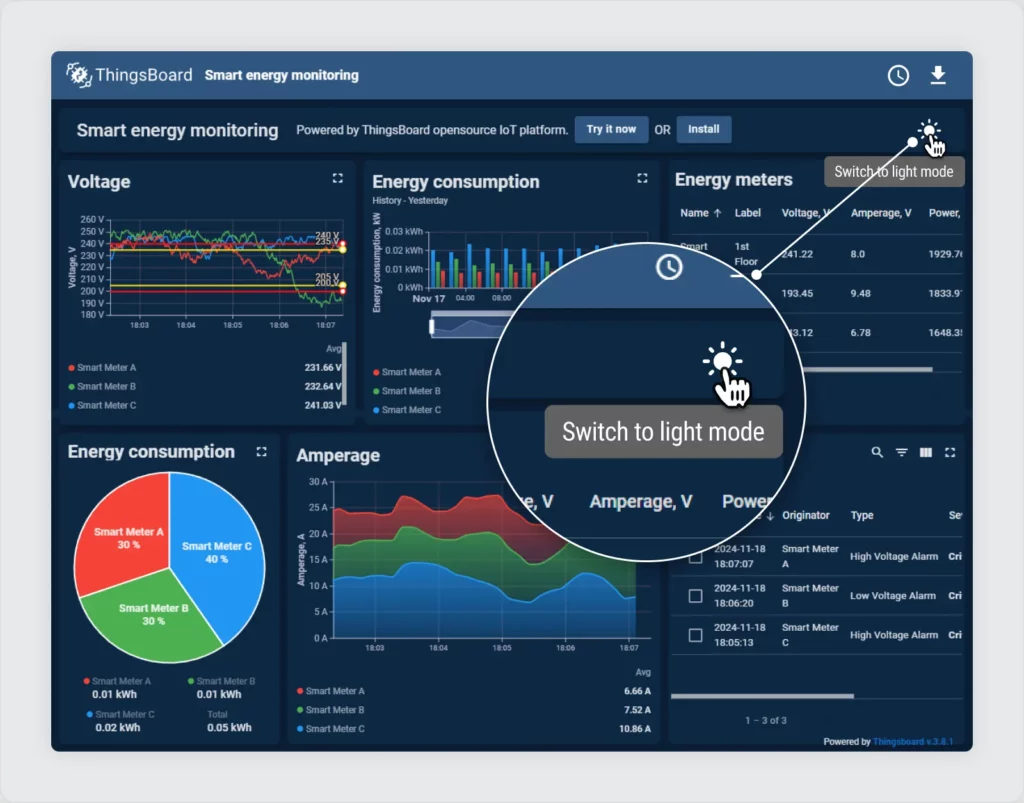 ThingsBoard Smart energy monitoring
Smart energy monitoring Powered by ThingsBoard opensource IoT platform. Try it now OR Install
Switch to light mode
Voltage
260 V
250 V
240 V
230 V
220 V
210 V
200 V
190 V
180 V
Voltage, V
240 V
235 V
205 V
200 V
18:03 18:04 18:05 18:06 18:07
Avg
Smart Meter A 231.66 V
Smart Meter B 232.64 V
Smart Meter C 241.03 V
Energy consumption
History - Yesterday
Energy consumption, kW
0.03 kWh
0.02 kWh
0.01 kWh
0 kWh
Nov 17 04:00 08:00
Smart Meter A
Smart Meter B
Smart Meter C
Energy meters
Name ↑ Label Voltage, V Amperage, V Power,
Smart 1st
Floor
241.22 8.0 1929.76
193.45 9.48 1833.9
3.12 6.78 1648.3
Switch to light mode
e, V Amperage, V Power
Energy consumption
Smart Meter A
30 %
Smart Meter C
40 %
Smart Meter B
30 %
Smart Meter A Smart Meter B
0.01 kWh 0.01 kWh
Smart Meter C Total
0.02 kWh 0.05 kWh
Amperage
30 A
25 A
20 A
15 A
10 A
5 A
0 A
Amperage, A
18:03 18:04 18:05 18:06 18:07
Avg
Smart Meter A 6.66 A
Smart Meter B 7.52 A
Smart Meter C 10.86 A
↓ Originator Type Se
2024-11-18 Smart Meter
18:07:07 A
High Voltage Alarm Cri
2024-11-18 Smart Meter
18:06:20 B
Low Voltage Alarm Cri
2024-11-18 Smart Meter
18:05:13 C
High Voltage Alarm Cri
1 – 3 of 3
Powered by Thingsboard v.3.8.1